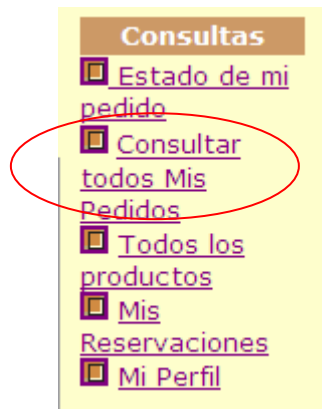 Consultas
Estado de mi
pedido
Consultar
todos Mis
Pedidos
Todos los
productos
Mis
Reservaciones
Mi Perfil